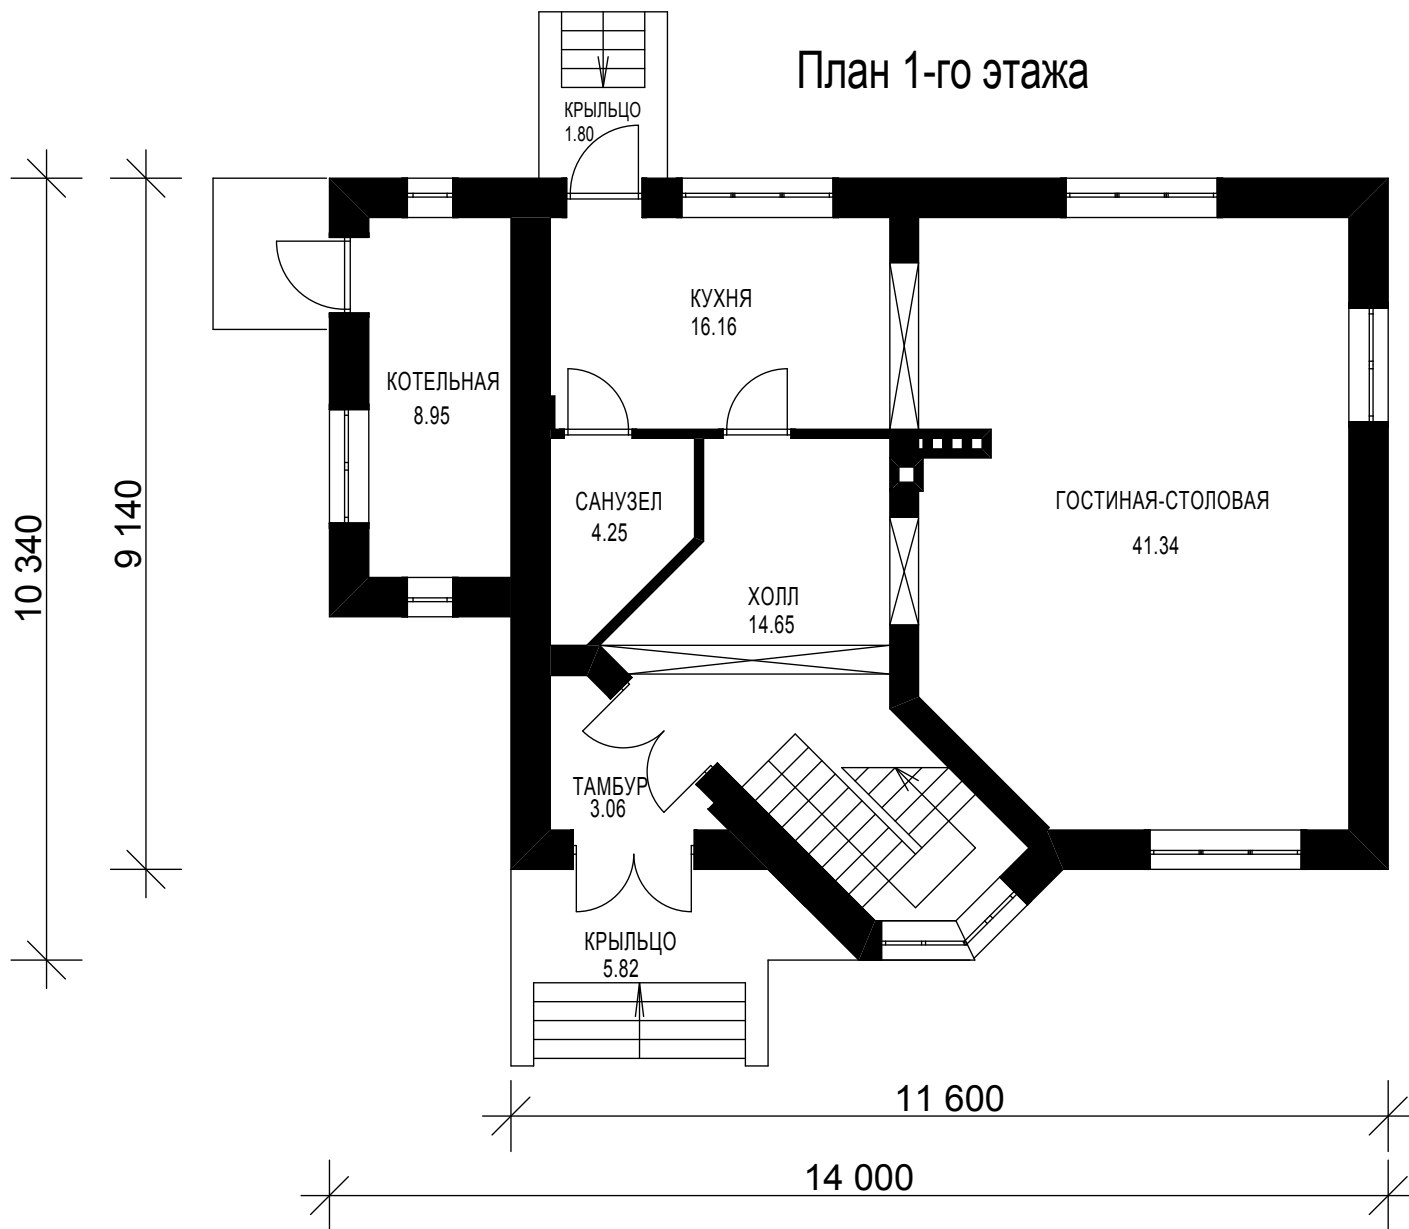 План 1-го этажа
КРЫЛЬЦО
1.80
КУХНЯ
16.16
КОТЕЛЬНАЯ
8.95
САНУЗЕЛ
4.25
ГОСТИНАЯ-СТОЛОВАЯ
41.34
10 340
9 140
ХОЛЛ
14.65
ТАМБУР
3.06
КРЫЛЬЦО
5.82
11 600
14 000